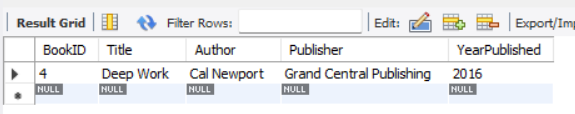 Result Grid Filter Rows: Edit: Export/Imp
BookID Title Author Publisher YearPublished
4 Deep Work Cal Newport Grand Central Publishing 2016
NULL NULL NULL NULL NULL